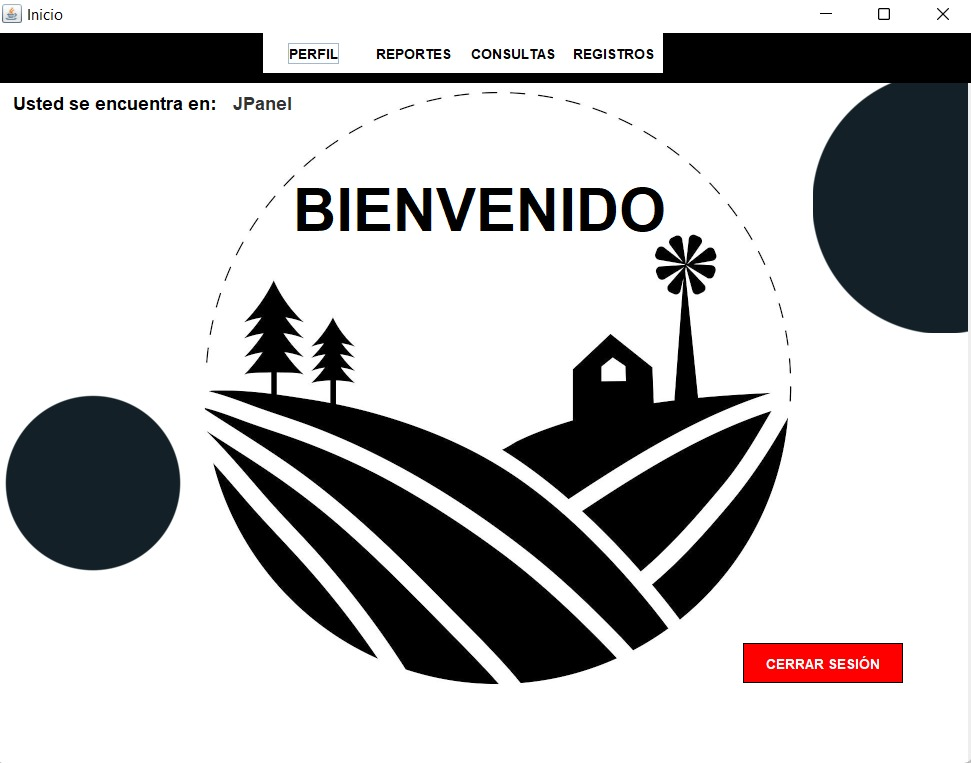 Inicio
PERFIL REPORTES CONSULTAS REGISTROS
Usted se encuentra en: JPanel
BIENVENIDO
CERRAR SESIÓN